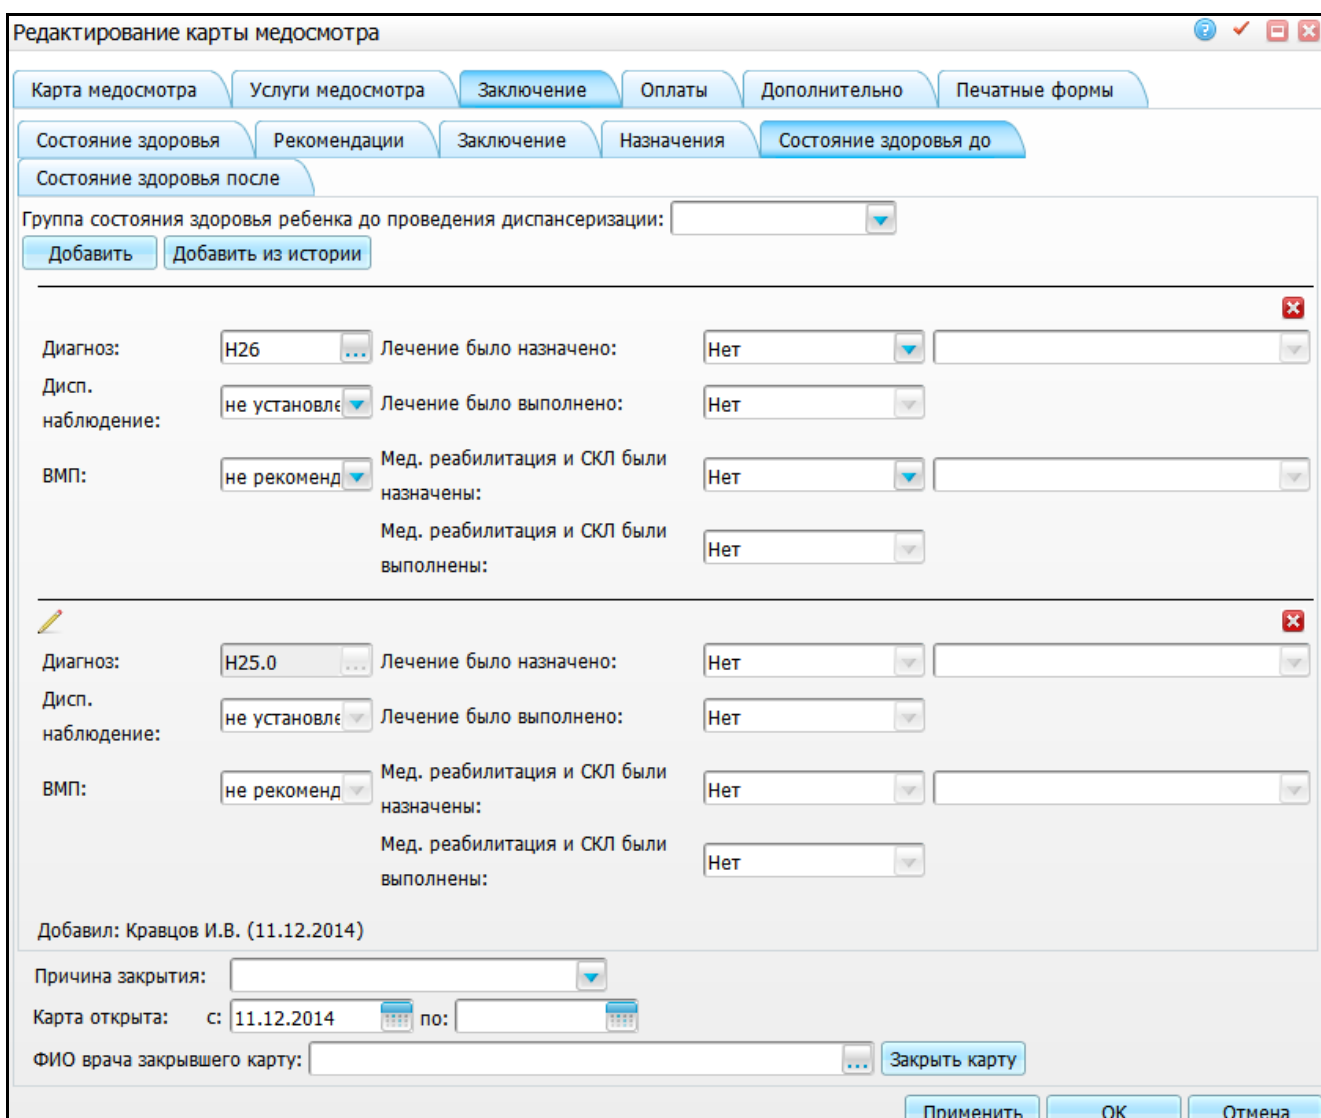 Редактирование карты медосмотра
Карта медосмотра Услуги медосмотра Заключение Оплаты Дополнительно Печатные формы
Состояние здоровья Рекомендации Заключение Назначения Состояние здоровья до
Состояние здоровья после
Группа состояния здоровья ребенка до проведения диспансеризации:
Добавить Добавить из истории
Диагноз: H26 ... Лечение было назначено: Нет
Дисп.
наблюдение: не установле Лечение было выполнено: Нет
ВМП: не рекоменд Мед. реабилитация и СКЛ были
назначены: Нет
Мед. реабилитация и СКЛ были
выполнены: Нет
Диагноз: H25.0 ... Лечение было назначено: Нет
Дисп.
наблюдение: не установле Лечение было выполнено: Нет
ВМП: не рекоменд Мед. реабилитация и СКЛ были
назначены: Нет
Мед. реабилитация и СКЛ были
выполнены: Нет
Добавил: Кравцов И.В. (11.12.2014)
Причина закрытия:
Карта открыта: с: 11.12.2014 по:
ФИО врача закрывшего карту: ... Закрыть карту
Применить OK Отмена